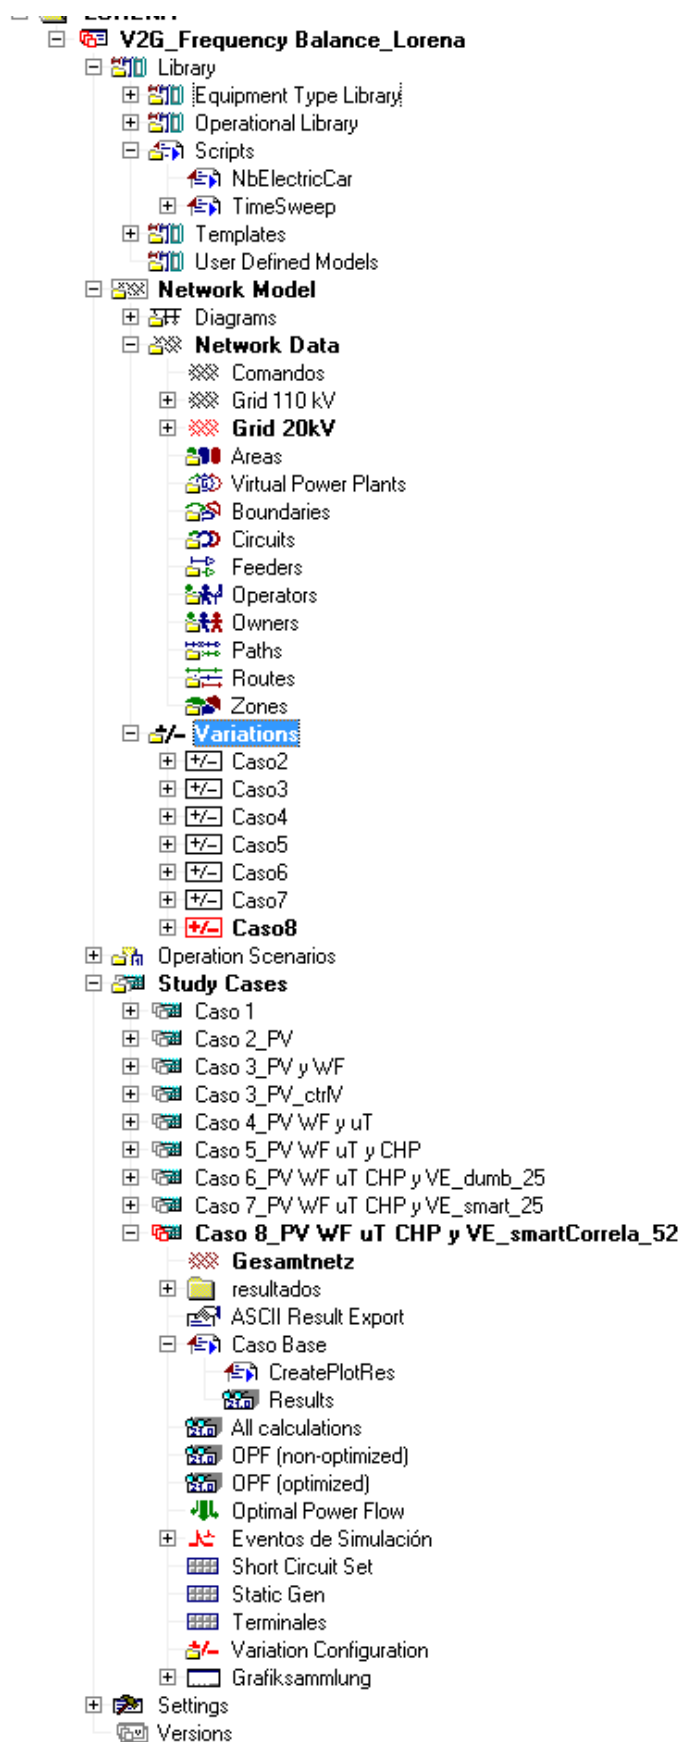 V2G_Frequency Balance_Lorena
Library
Equipment Type Library
Operational Library
Scripts
NbElectricCar
TimeSweep
Templates
User Defined Models
Network Model
Diagrams
Network Data
Comandos
Grid 110 kV
Grid 20kV
Areas
Virtual Power Plants
Boundaries
Circuits
Feeders
Operators
Owners
Paths
Routes
Zones
Variations
Caso2
Caso3
Caso4
Caso5
Caso6
Caso7
Caso8
Operation Scenarios
Study Cases
Caso 1
Caso 2_PV
Caso 3_PV y WF
Caso 3_PV_ctrlV
Caso 4_PV WF y uT
Caso 5_PV WF uT y CHP
Caso 6_PV WF uT CHP y VE_dumb_25
Caso 7_PV WF uT CHP y VE_smart_25
Caso 8_PV WF uT CHP y VE_smartCorrela_52
Gesamtnetz
resultados
ASCII Result Export
Caso Base
CreatePlotRes
Results
All calculations
OPF (non-optimized)
OPF (optimized)
Optimal Power Flow
Eventos de Simulación
Short Circuit Set
Static Gen
Terminales
Variation Configuration
Grafiksammlung
Settings
Versions